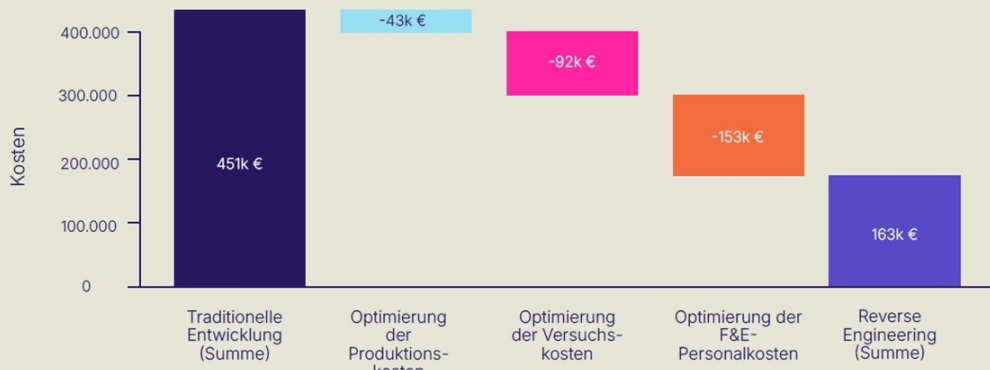 Kosten
400.000
300.000
200.000
100.000
0
451k €
-43k €
-92k €
-153k €
163k €
Traditionelle
Entwicklung
(Summe)
Optimierung
der
Produktions-
kosten
Optimierung
der Versuchs-
kosten
Optimierung der
F&E-
Personalkosten
Reverse
Engineering
(Summe)